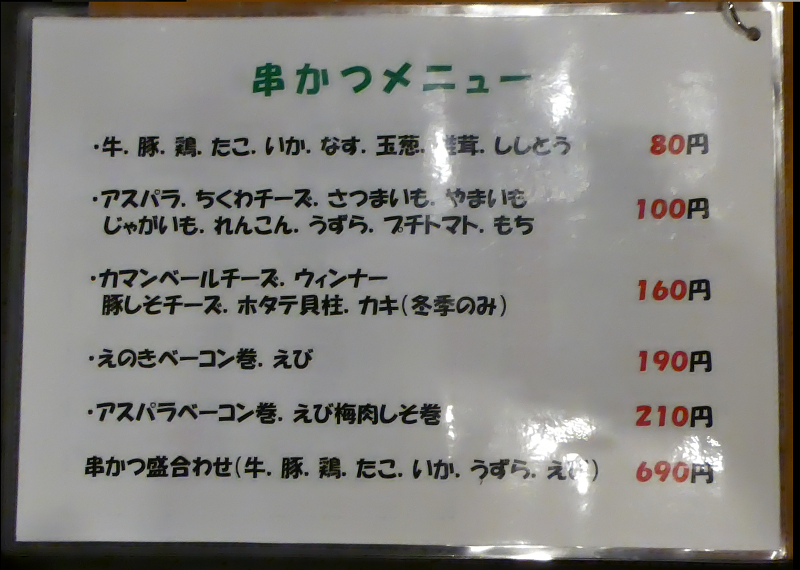 串かつメニュー
・牛. 豚. 鶏. たこ. いか. なす. 玉葱. 椎茸. ししとう 80円
・アスパラ. ちくわチーズ. さつまいも. やまいも
じゃがいも. れんこん. うずら. プチトマト. もち 100円
・カマンベールチーズ. ウィンナー
豚しそチーズ. ホタテ貝柱. カキ(冬季のみ) 160円
・えのきベーコン巻. えび 190円
・アスパラベーコン巻. えび梅肉しそ巻 210円
串かつ盛合わせ(牛. 豚. 鶏. たこ. いか. うずら. えび) 690円